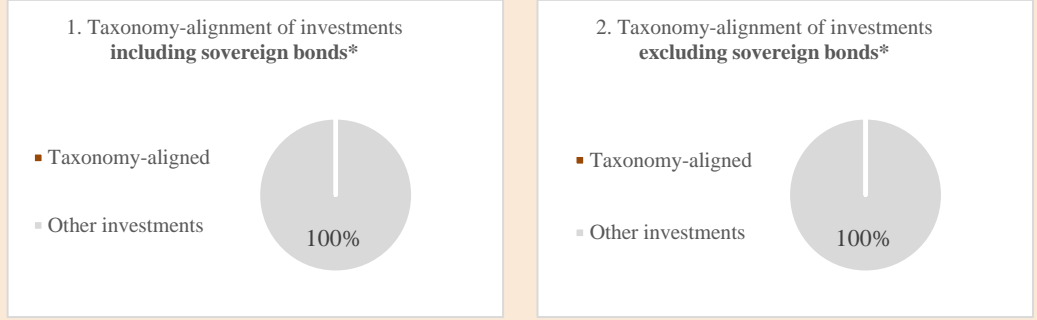 1. Taxonomy-alignment of investments
including sovereign bonds*
Taxonomy-aligned
Other investments
100%
2. Taxonomy-alignment of investments
excluding sovereign bonds*
Taxonomy-aligned
Other investments
100%